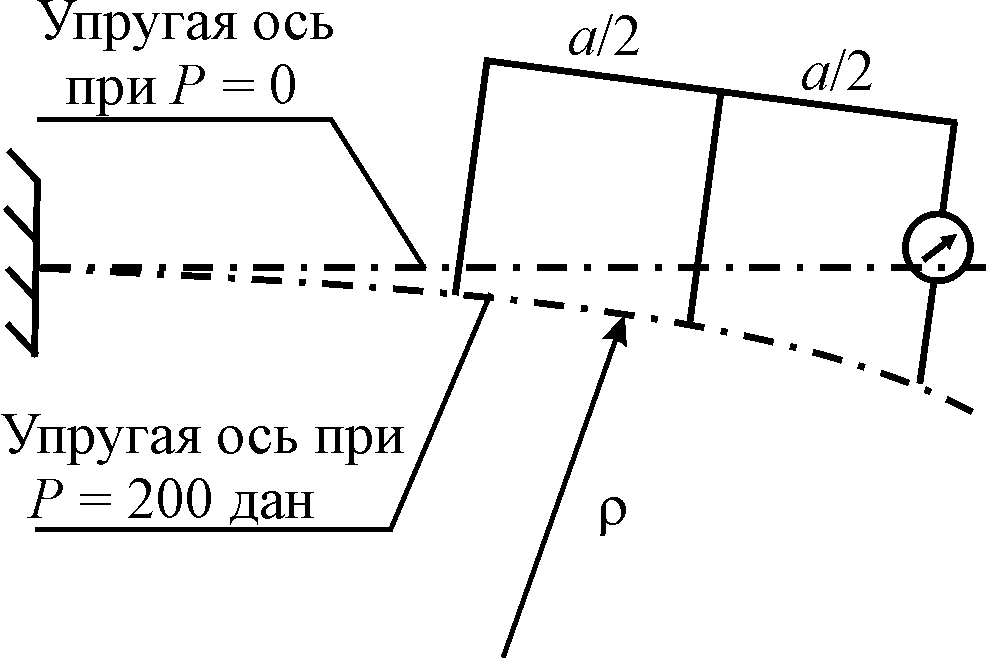 Упругая ось
при P = 0
a/2
a/2
Упругая ось при
P = 200 дан
ρ